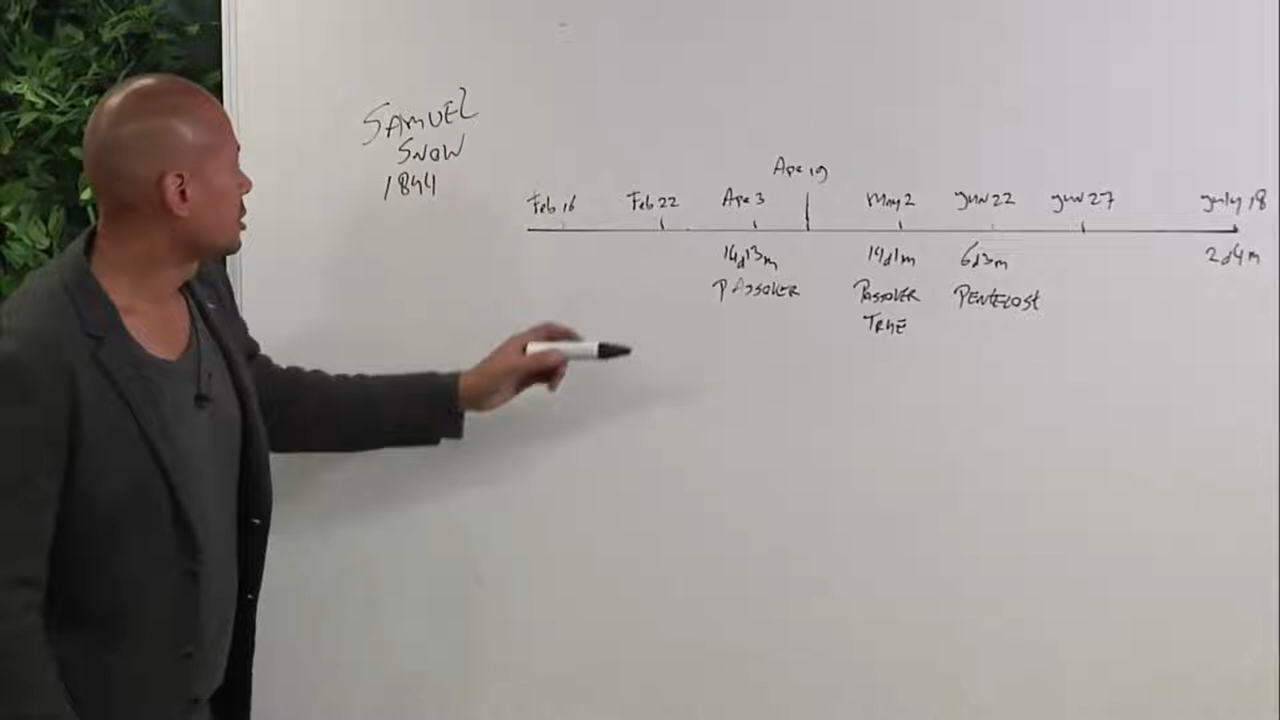 SAMUEL
SNOW
1844
Apr 19
Feb 16 Feb 22 Apr 3 May 2 Jun 22 Jun 27 July 18
14d13m 14d1m 6d3m 2d4m
PASSOVER PASSOVER PENTECOST
TRUE